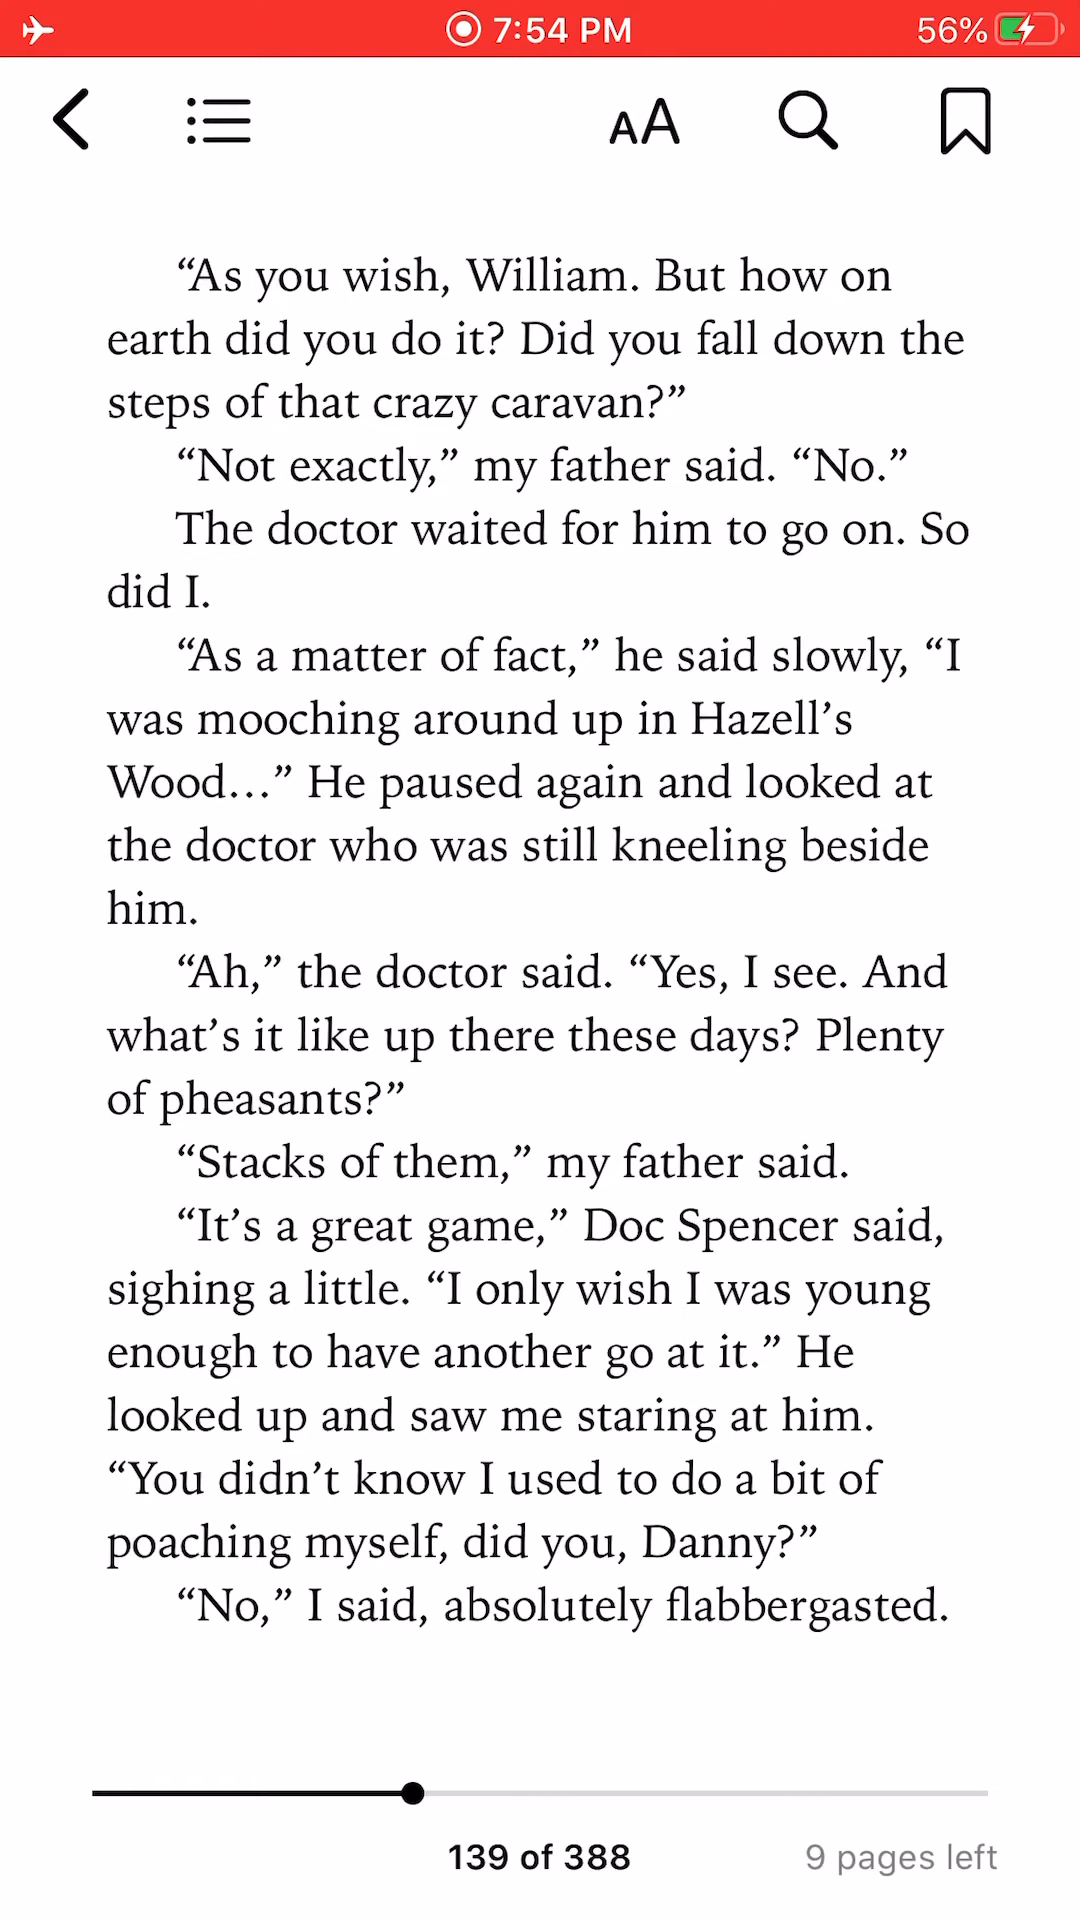 7:54 PM
56%
AA
“As you wish, William. But how on
earth did you do it? Did you fall down the
steps of that crazy caravan?”
“Not exactly,” my father said. “No.”
The doctor waited for him to go on. So
did I.
“As a matter of fact,” he said slowly, “I
was mooching around up in Hazell’s
Wood…” He paused again and looked at
the doctor who was still kneeling beside
him.
“Ah,” the doctor said. “Yes, I see. And
what’s it like up there these days? Plenty
of pheasants?”
“Stacks of them,” my father said.
“It’s a great game,” Doc Spencer said,
sighing a little. “I only wish I was young
enough to have another go at it.” He
looked up and saw me staring at him.
“You didn’t know I used to do a bit of
poaching myself, did you, Danny?”
“No,” I said, absolutely flabbergasted.
139 of 388
9 pages left